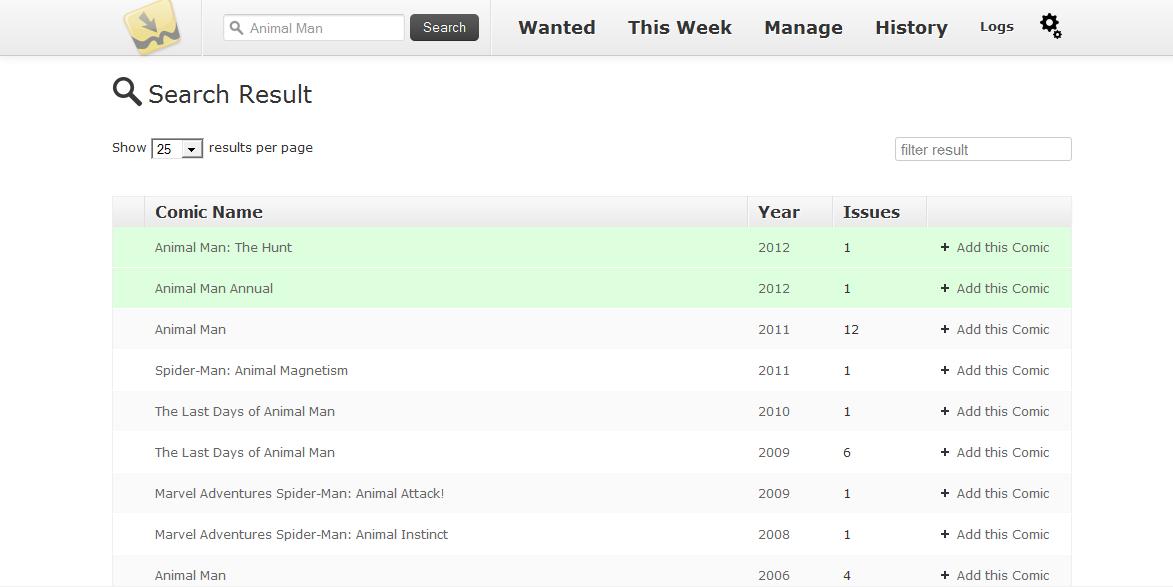 Animal Man Search Wanted This Week Manage History Logs
Search Result
Show 25 results per page filter result
Comic Name Year Issues
Animal Man: The Hunt 2012 1 + Add this Comic
Animal Man Annual 2012 1 + Add this Comic
Animal Man 2011 12 + Add this Comic
Spider-Man: Animal Magnetism 2011 1 + Add this Comic
The Last Days of Animal Man 2010 1 + Add this Comic
The Last Days of Animal Man 2009 6 + Add this Comic
Marvel Adventures Spider-Man: Animal Attack! 2009 1 + Add this Comic
Marvel Adventures Spider-Man: Animal Instinct 2008 1 + Add this Comic
Animal Man 2006 4 + Add this Comic